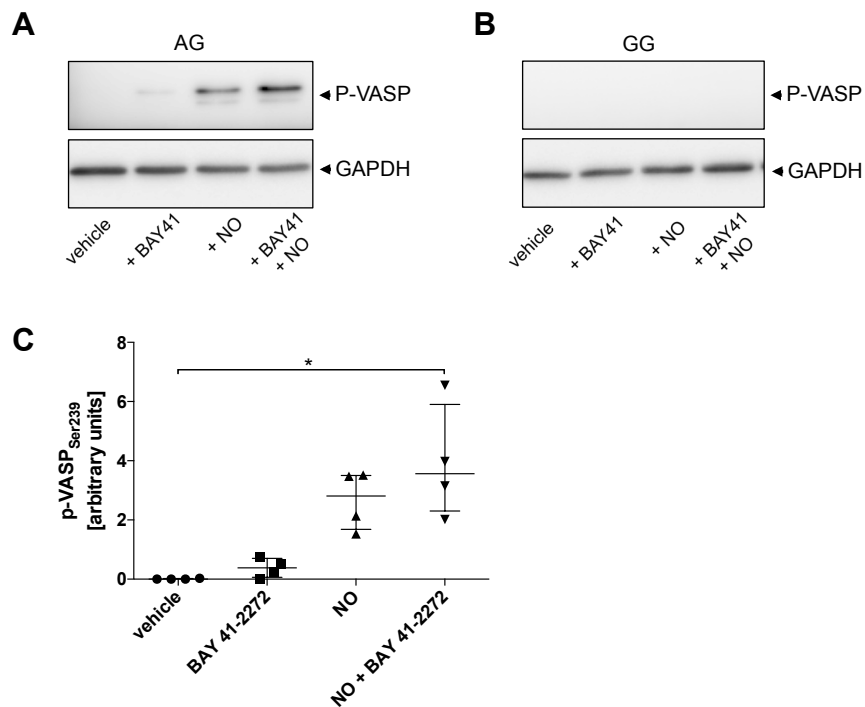 A
AG
P-VASP
GAPDH
vehicle
+ BAY41
+ NO
+ BAY41
+ NO
B
GG
P-VASP
GAPDH
vehicle
+ BAY41
+ NO
+ BAY41
+ NO
C
p-VASPSer239
[arbitrary units]
8
6
4
2
0
*
vehicle
BAY 41-2272
NO
NO + BAY 41-2272